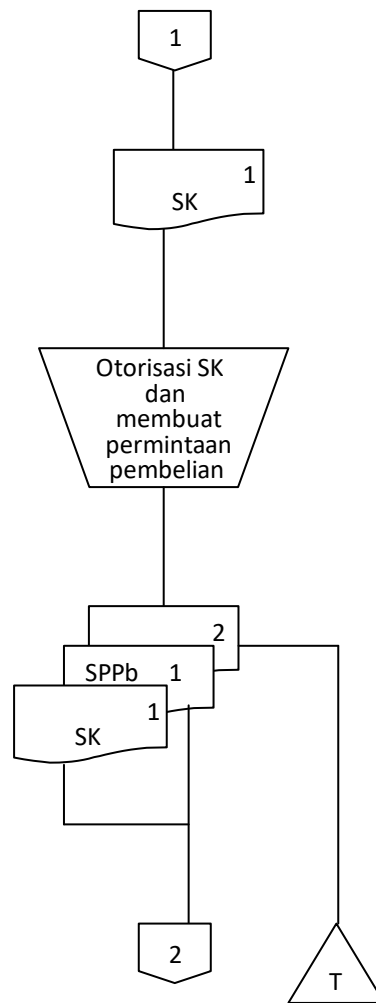 1
1
SK
Otorisasi SK
dan
membuat
permintaan
pembelian
2
SPPb 1
1
SK
2
T